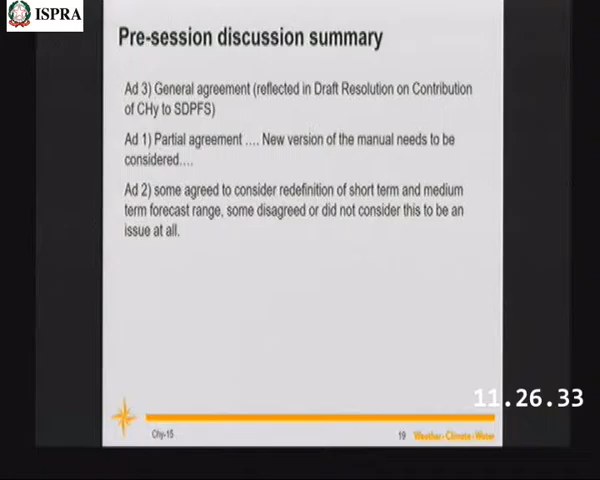 ISPRA
Pre-session discussion summary
Ad 3) General agreement (reflected in Draft Resolution on Contribution
of CHy to SDPFS)
Ad 1) Partial agreement .... New version of the manual needs to be
considered....
Ad 2) some agreed to consider redefinition of short term and medium
term forecast range, some disagreed or did not consider this to be an
issue at all.
11.26.33
Chy-15
19 Weather • Climate • Water